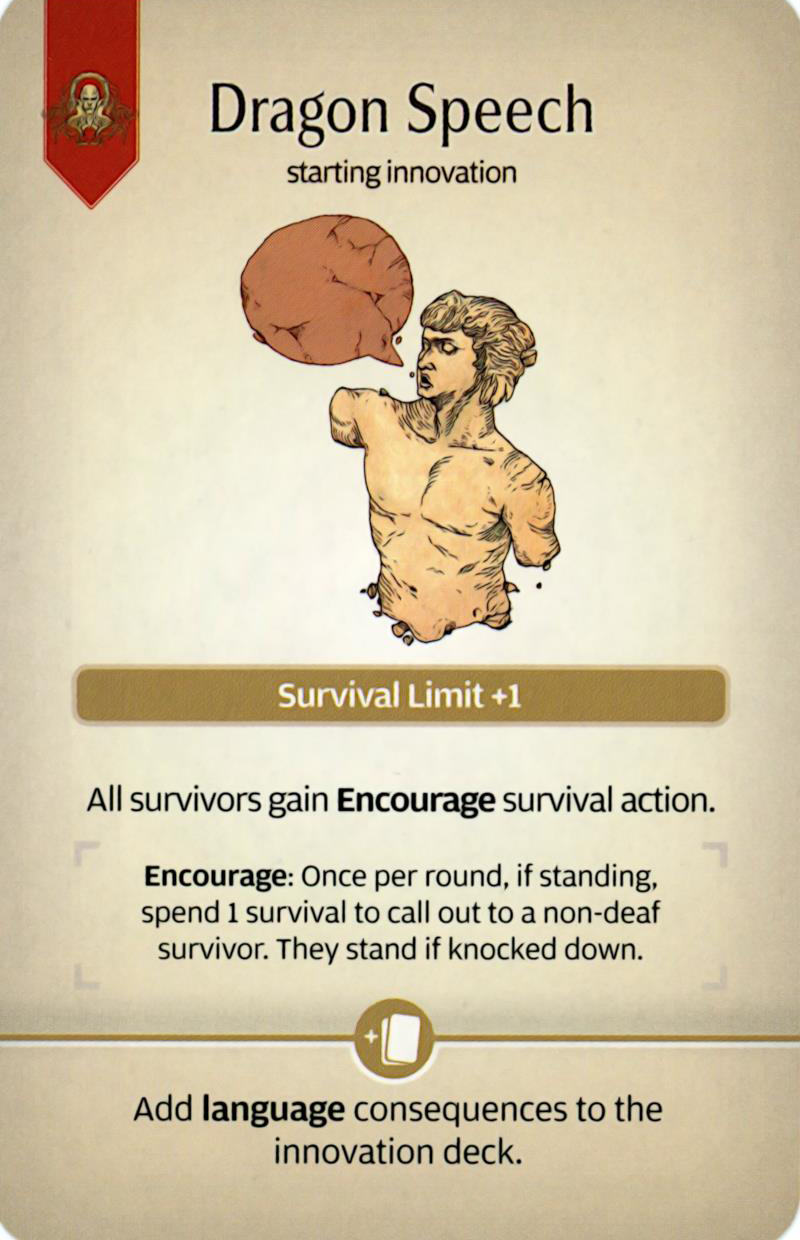 Dragon Speech
starting innovation
Survival Limit +1
All survivors gain Encourage survival action.
Encourage: Once per round, if standing,
spend 1 survival to call out to a non-deaf
survivor. They stand if knocked down.
+
Add language consequences to the
innovation deck.